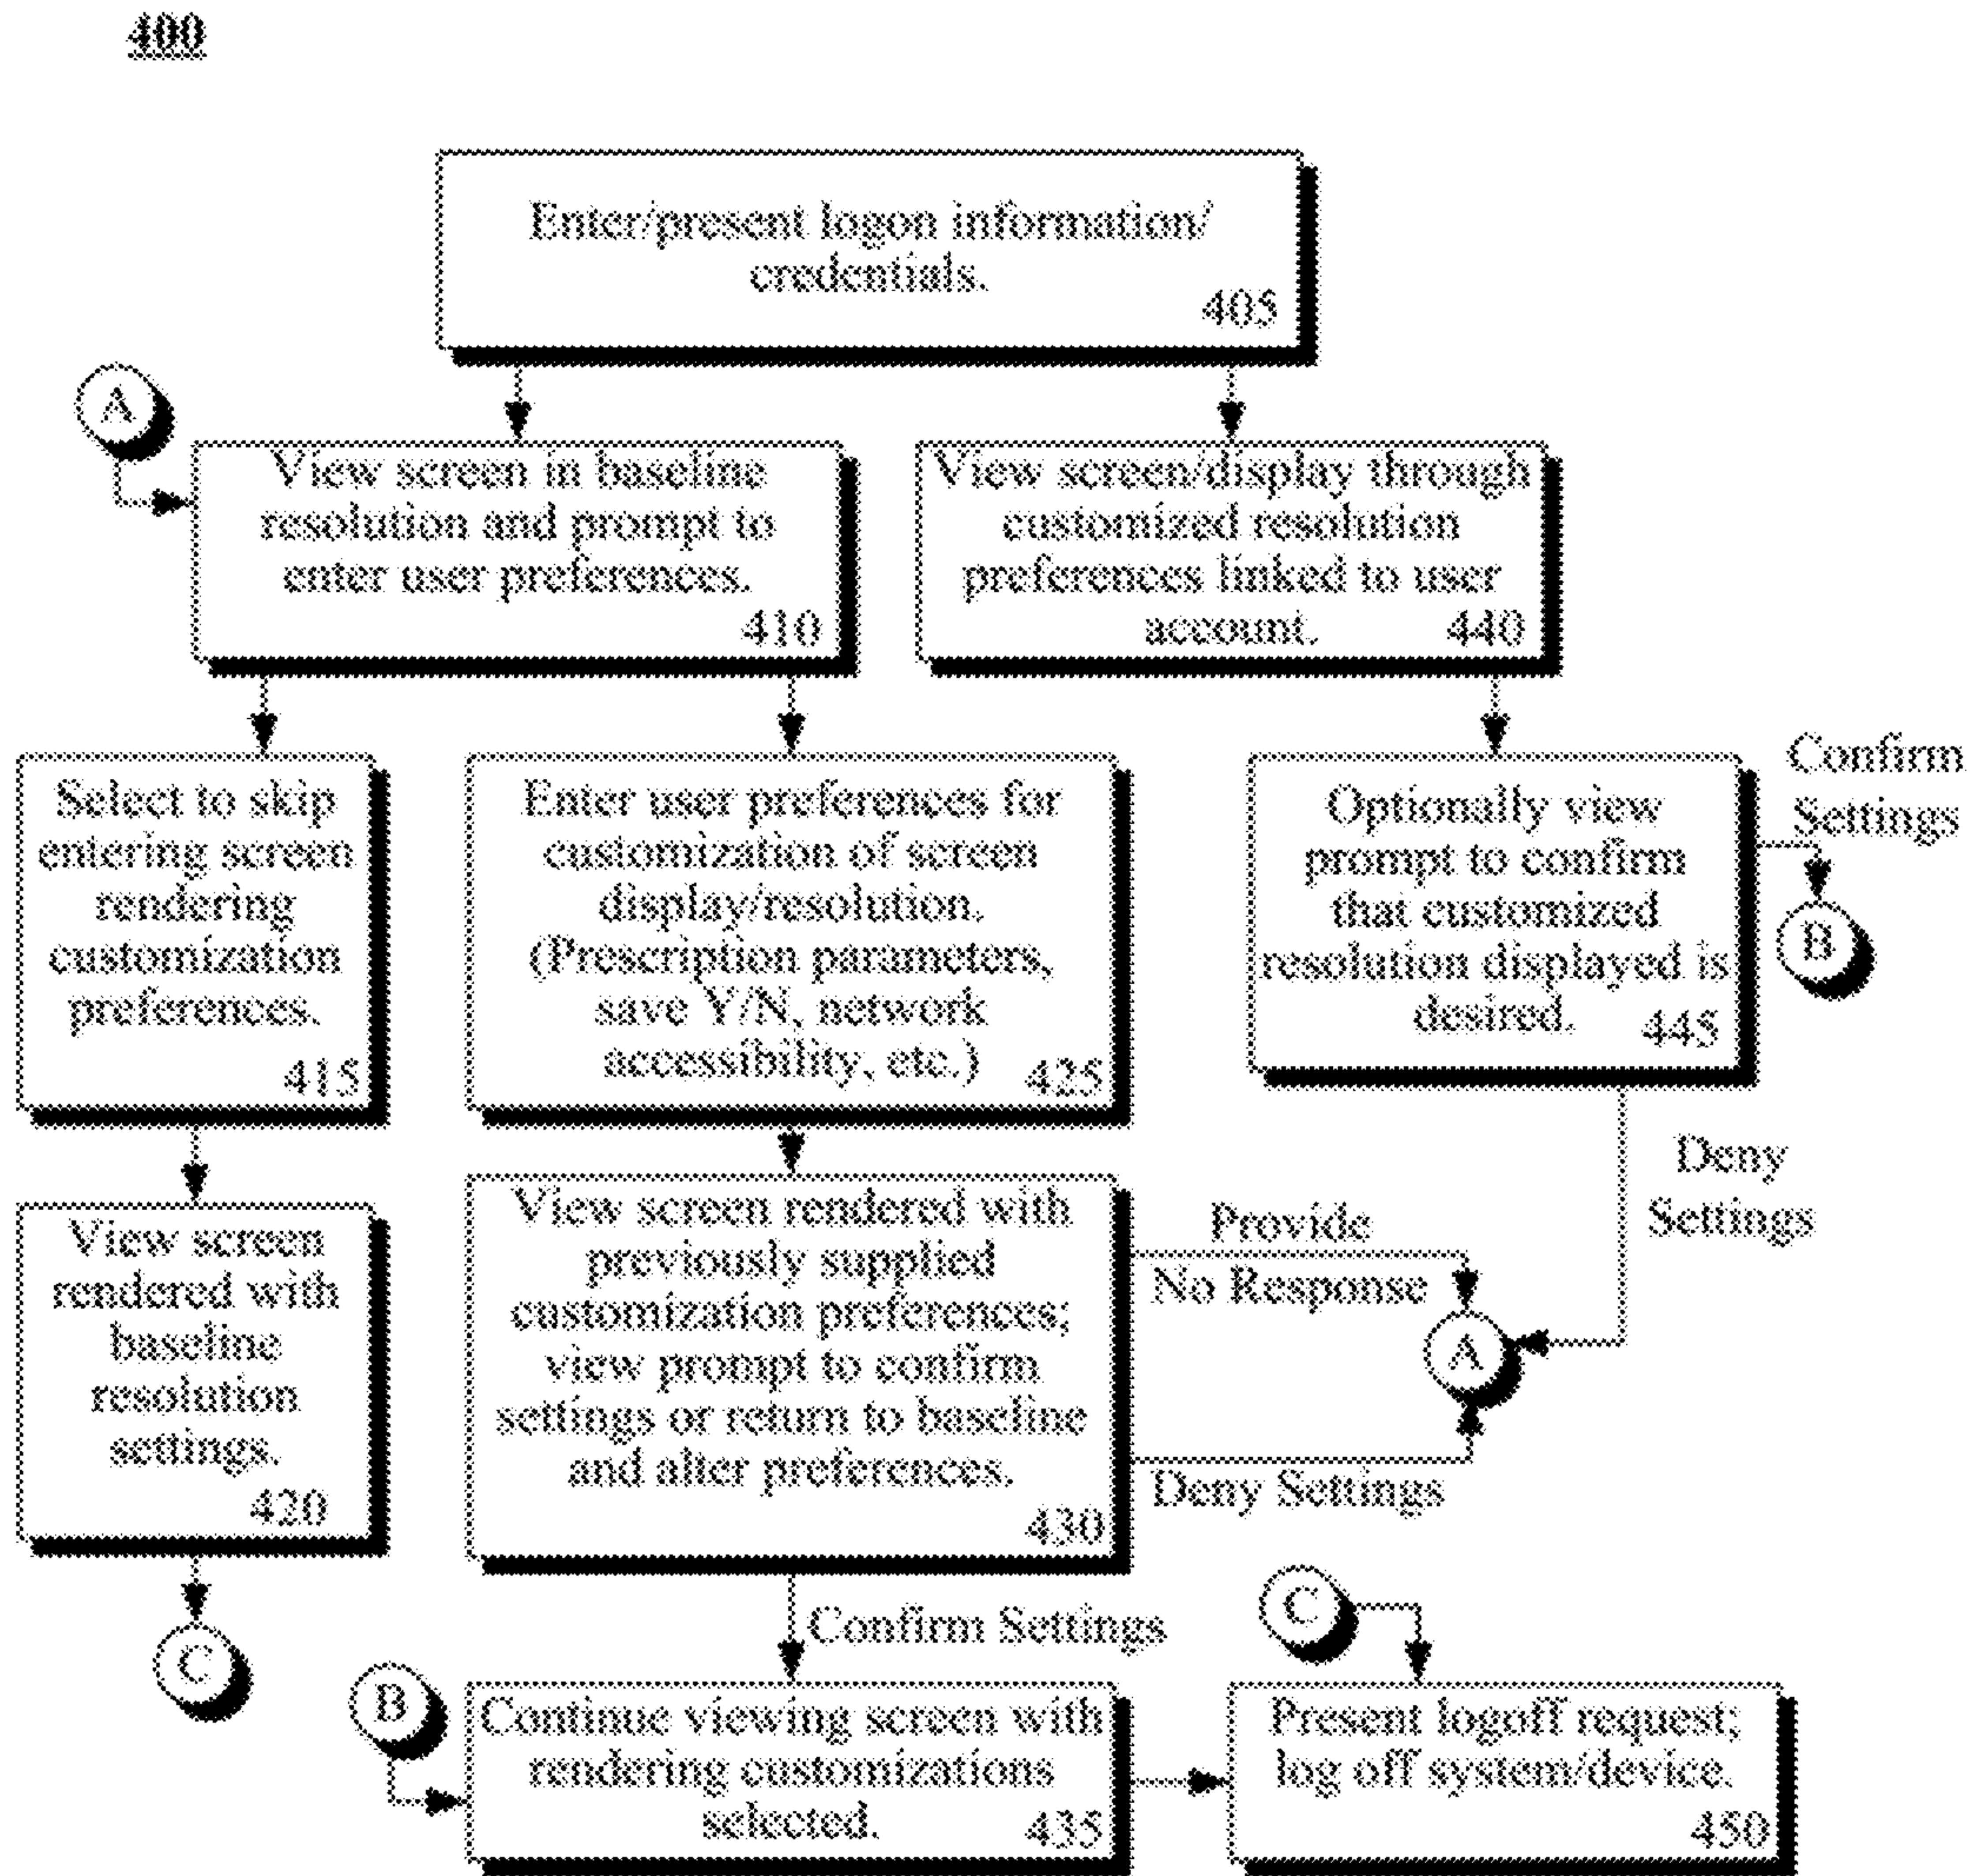 400
Enter/present logon information/
credentials.
405
A
View screen in baseline
resolution and prompt to
enter user preferences.
410
View screen/display through
customized resolution
preferences linked to user
account.
440
Select to skip
entering screen
rendering
customization
preferences.
415
Enter user preferences for
customization of screen
display/resolution.
(Prescription parameters,
save Y/N, network
accessibility, etc.)
425
Optionally view
prompt to confirm
that customized
resolution displayed is
desired.
445
Confirm
Settings
B
Deny
Settings
View screen
rendered with
baseline
resolution
settings.
420
View screen rendered with
previously supplied
customization preferences;
view prompt to confirm
settings or return to baseline
and alter preferences.
430
Provide
No Response
A
Deny Settings
C
Confirm Settings
C
B
Continue viewing screen with
rendering customizations
selected.
435
Present logoff request;
log off system/device.
450